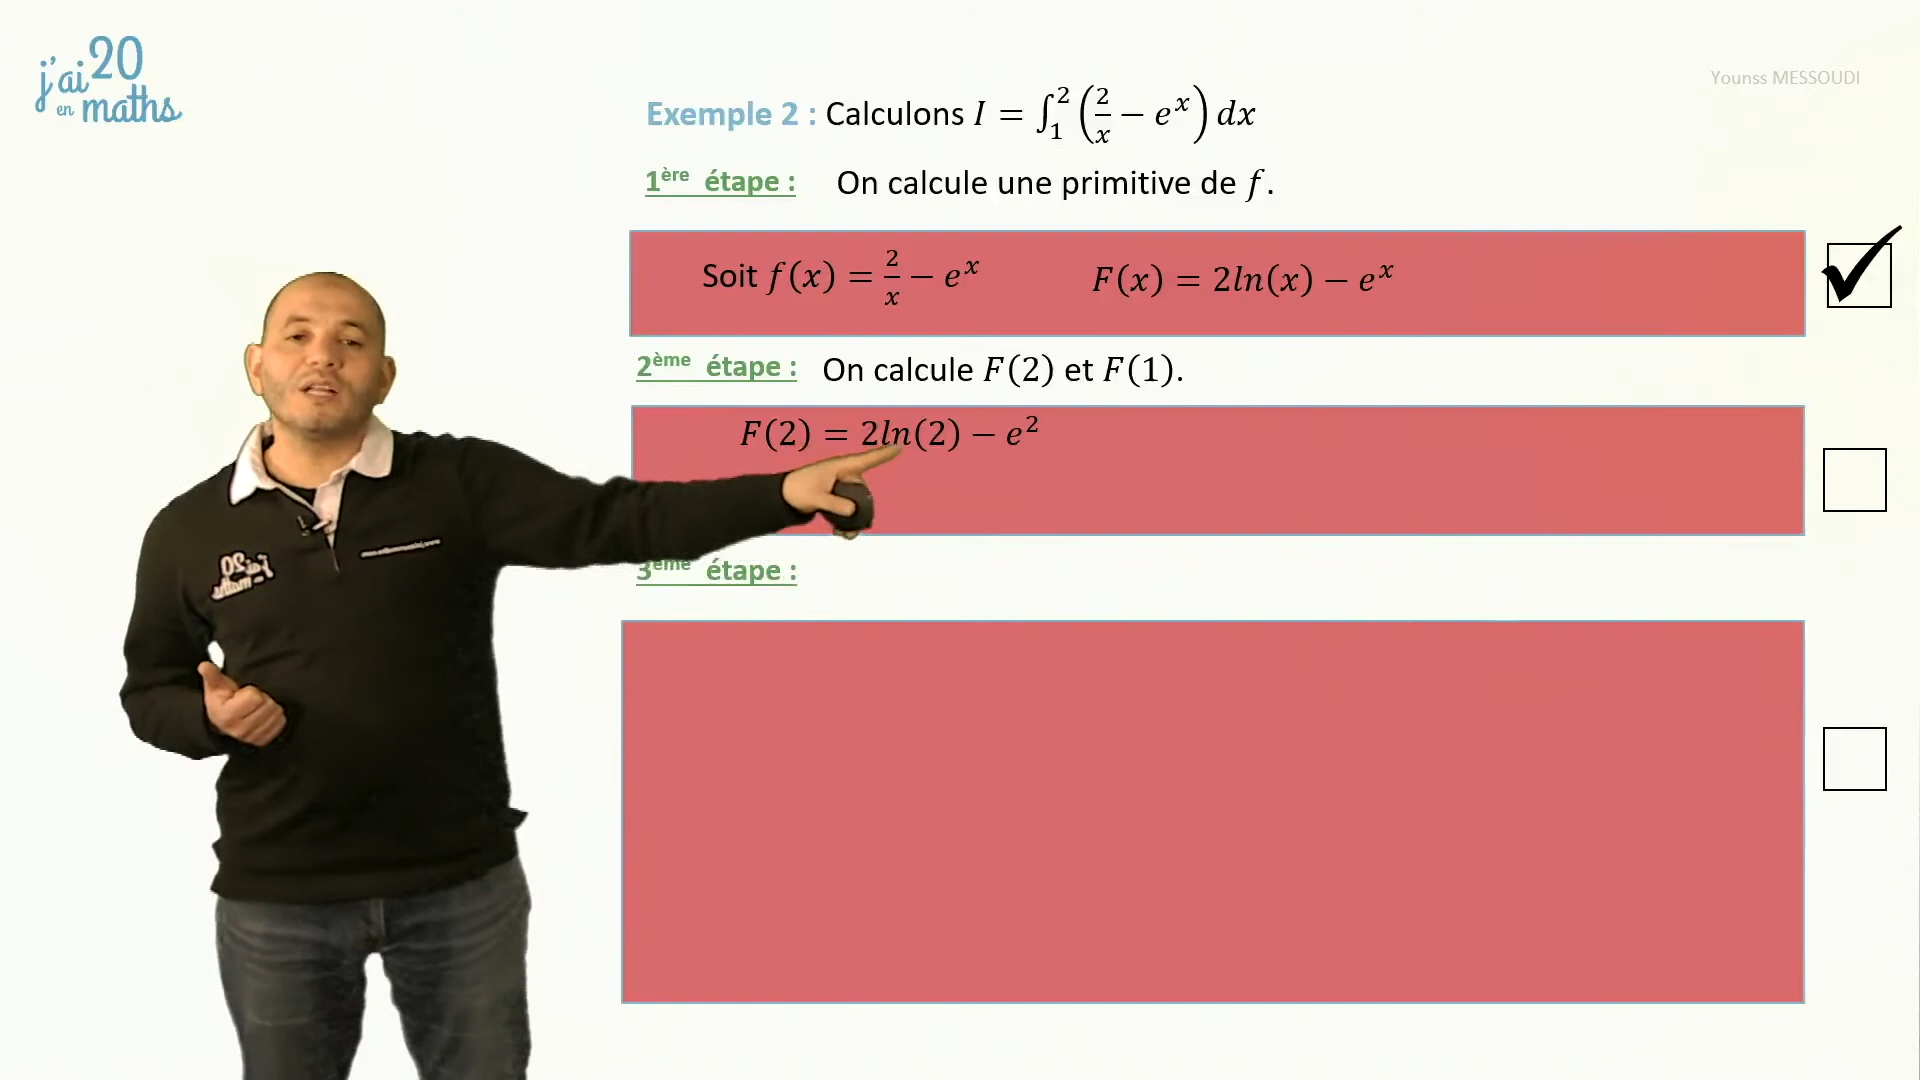 j'ai 20
en maths
Younss MESSOUDI
Exemple 2 : Calculons I = ∫₁² (2/x − eˣ) dx
1ère étape : On calcule une primitive de f.
Soit f(x) = 2/x − eˣ F(x) = 2ln(x) − eˣ
2ème étape : On calcule F(2) et F(1).
F(2) = 2ln(2) − e²
3ème étape :